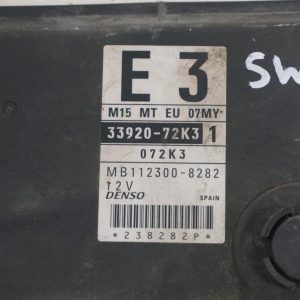 E 3
M15 MT EU 07MY
33920-72K3 1
072K3
MB112300-8282
12V
DENSO SPAIN
*238282P*
SW